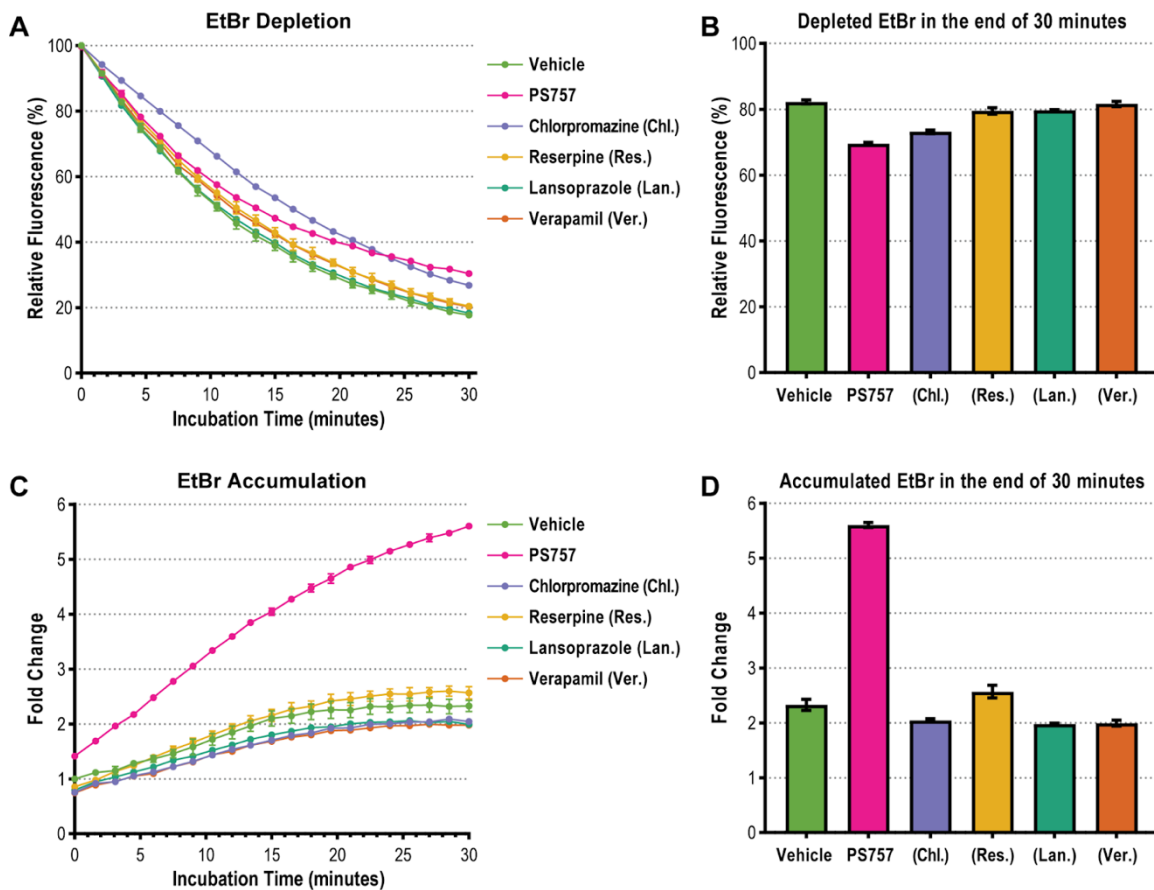 A
EtBr Depletion
Relative Fluorescence (%)
100
80
60
40
20
0
0 5 10 15 20 25 30
Incubation Time (minutes)
Vehicle
PS757
Chlorpromazine (Chl.)
Reserpine (Res.)
Lansoprazole (Lan.)
Verapamil (Ver.)
B
Depleted EtBr in the end of 30 minutes
Relative Fluorescence (%)
100
80
60
40
20
0
Vehicle PS757 (Chl.) (Res.) (Lan.) (Ver.)
C
EtBr Accumulation
Fold Change
6
5
4
3
2
1
0
0 5 10 15 20 25 30
Incubation Time (minutes)
Vehicle
PS757
Chlorpromazine (Chl.)
Reserpine (Res.)
Lansoprazole (Lan.)
Verapamil (Ver.)
D
Accumulated EtBr in the end of 30 minutes
Fold Change
6
5
4
3
2
1
0
Vehicle PS757 (Chl.) (Res.) (Lan.) (Ver.)